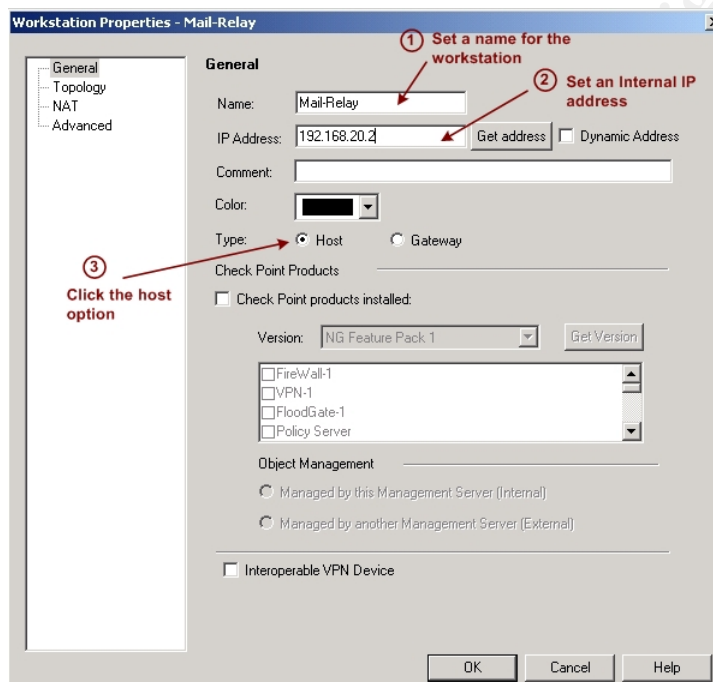 Workstation Properties - Mail-Relay
General
Topology
NAT
Advanced
General
1 Set a name for the
workstation
Name: Mail-Relay
2 Set an Internal IP
address
IP Address: 192.168.20.2 Get address Dynamic Address
Comment:
Color:
Type: Host Gateway
3
Click the host
option
Check Point Products
Check Point products installed:
Version: NG Feature Pack 1 Get Version
FireWall-1
VPN-1
FloodGate-1
Policy Server
Object Management
Managed by this Management Server (Internal)
Managed by another Management Server (External)
Interoperable VPN Device
OK Cancel Help